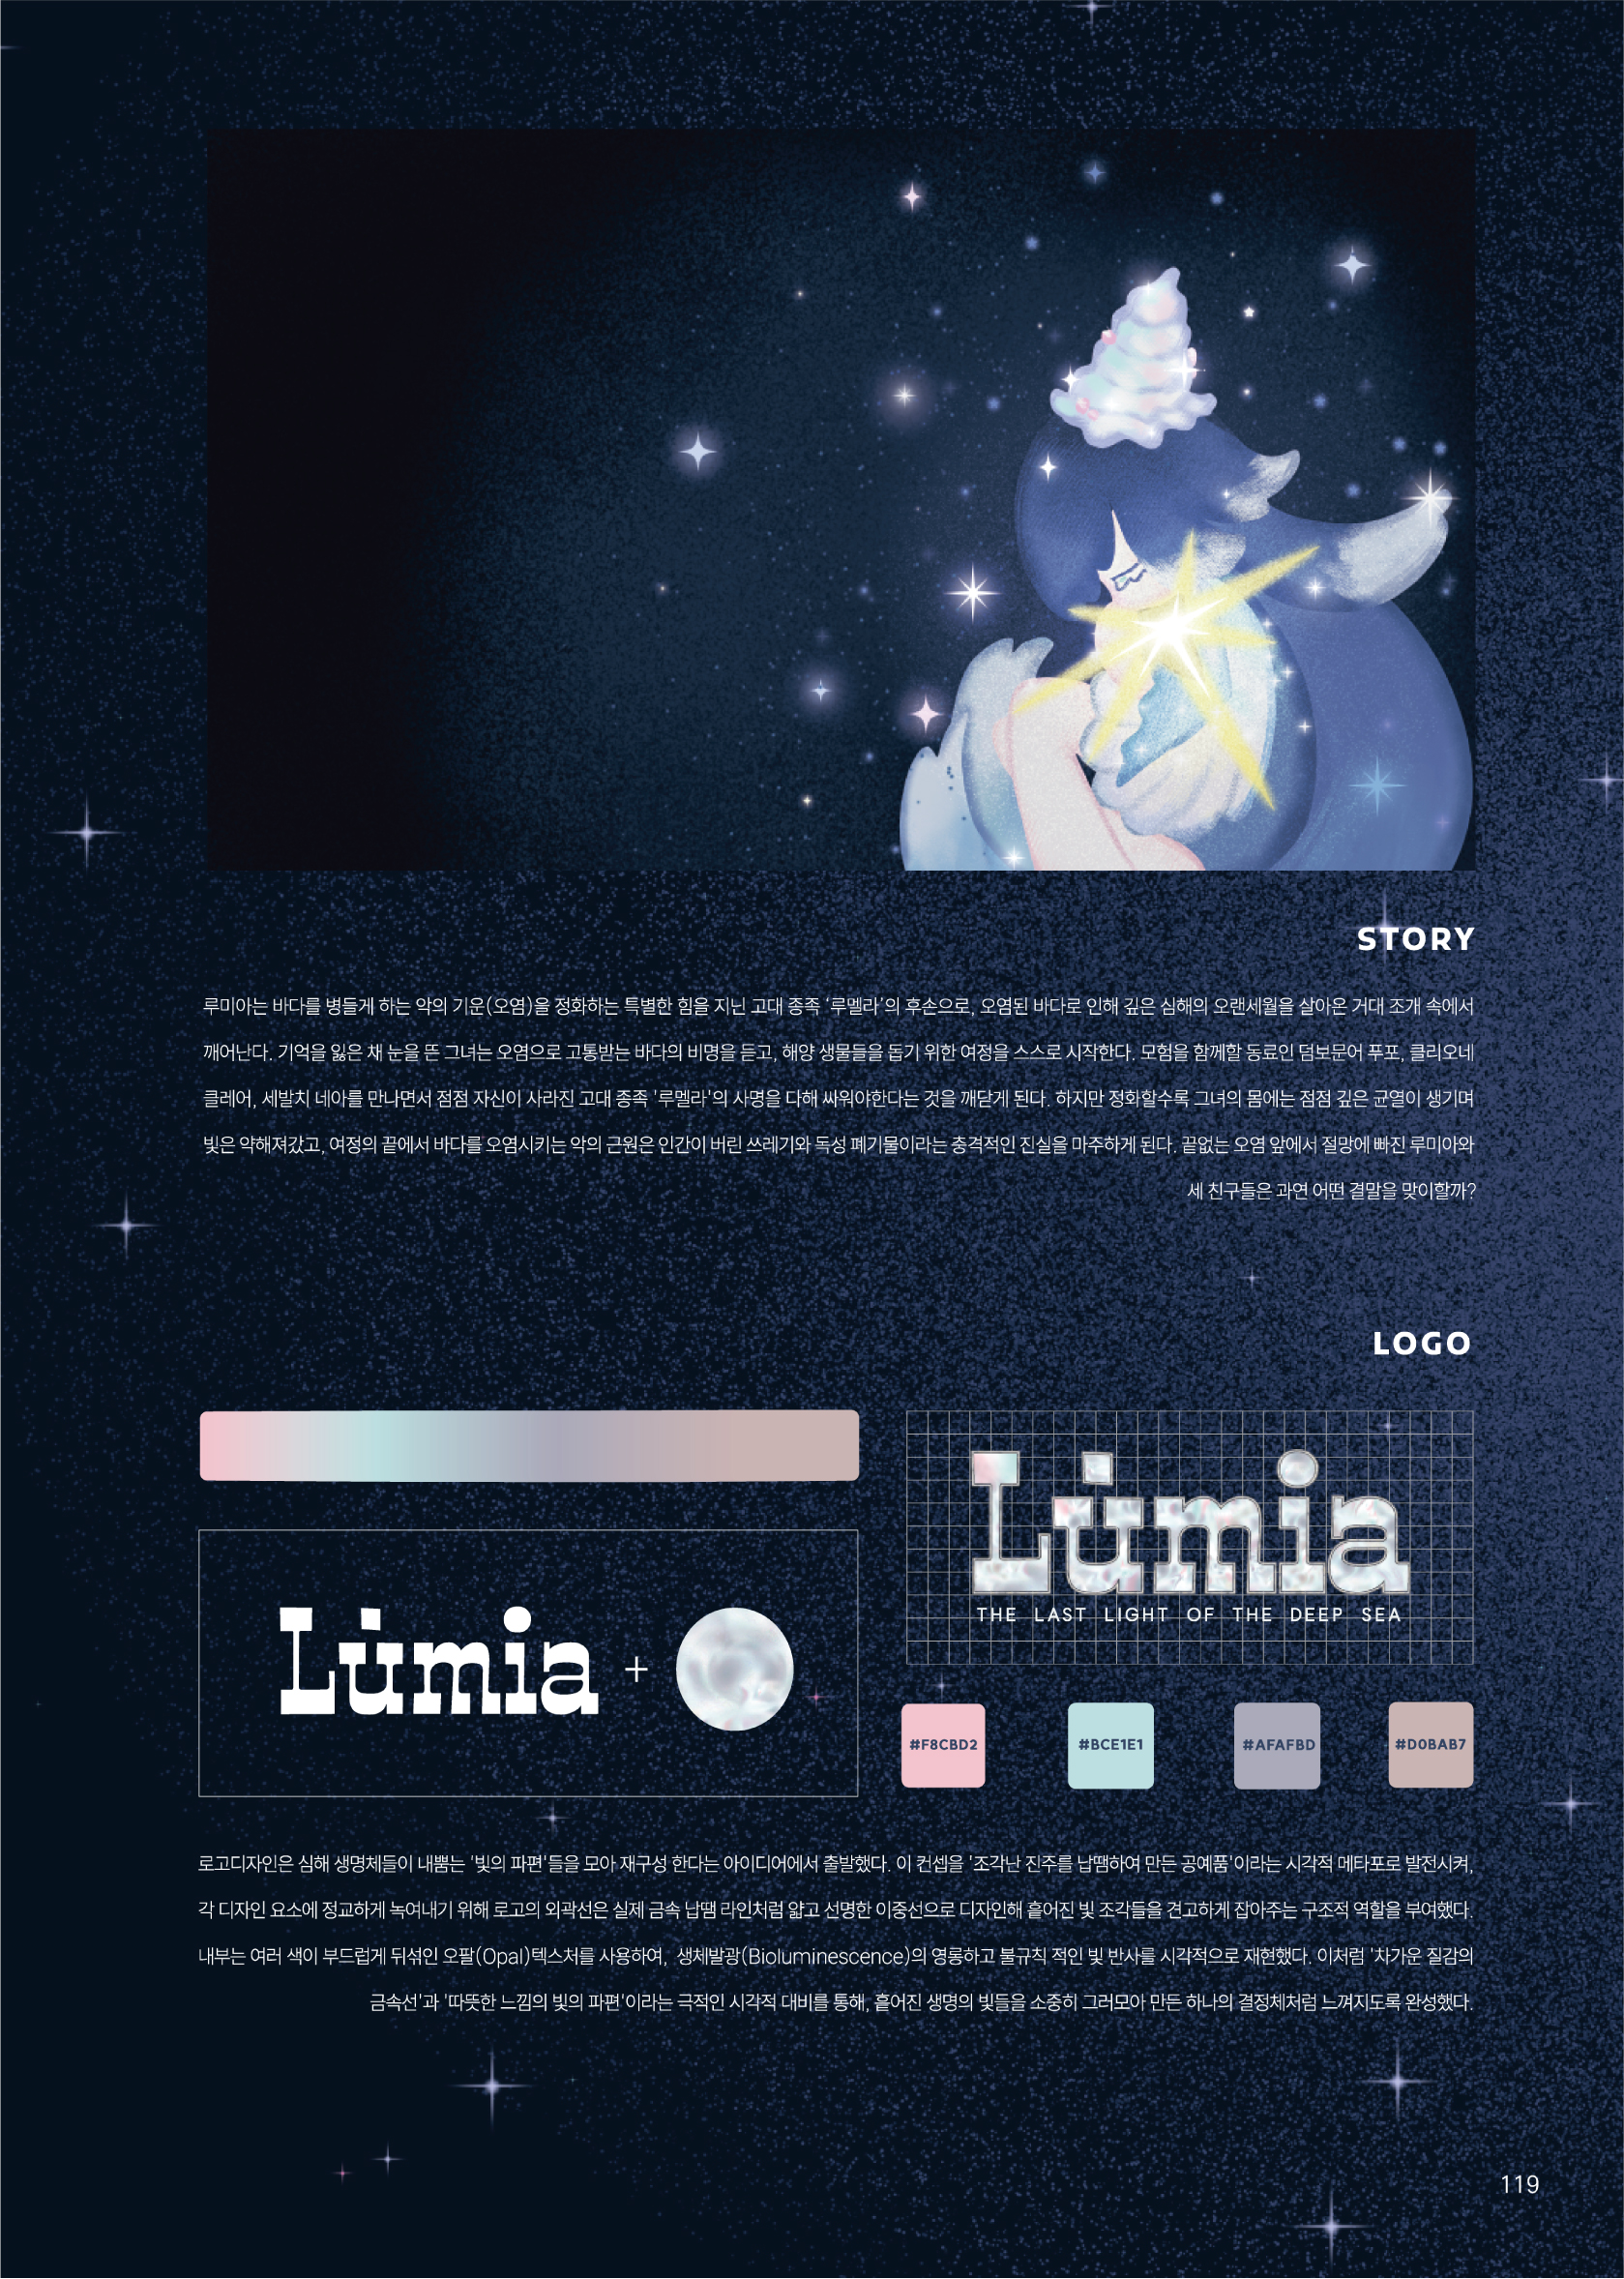 STORY
루미아는 바다를 병들게 하는 악의 기운(오염)을 정화하는 특별한 힘을 지닌 고대 종족 ‘루멜라’의 후손으로, 오염된 바다로 인해 깊은 심해의 오랜세월을 살아온 거대 조개 속에서
깨어난다. 기억을 잃은 채 눈을 뜬 그녀는 오염으로 고통받는 바다의 비명을 듣고, 해양 생물들을 돕기 위한 여정을 스스로 시작한다. 모험을 함께할 동료인 덤보문어 푸포, 클리오네
클레어, 세발치 네아를 만나면서 점점 자신이 사라진 고대 종족 '루멜라'의 사명을 다해 싸워야한다는 것을 깨닫게 된다. 하지만 정화할수록 그녀의 몸에는 점점 깊은 균열이 생기며
빛은 약해져갔고, 여정의 끝에서 바다를 오염시키는 악의 근원은 인간이 버린 쓰레기와 독성 폐기물이라는 충격적인 진실을 마주하게 된다. 끝없는 오염 앞에서 절망에 빠진 루미아와
세 친구들은 과연 어떤 결말을 맞이할까?
LOGO
Lumia
THE LAST LIGHT OF THE DEEP SEA
Lumia +
#F8CBD2
#BCE1E1
#AFAFBD
#D0BAB7
로고디자인은 심해 생명체들이 내뿜는 '빛의 파편'들을 모아 재구성 한다는 아이디어에서 출발했다. 이 컨셉을 '조각난 진주를 납땜하여 만든 공예품'이라는 시각적 메타포로 발전시켜,
각 디자인 요소에 정교하게 녹여내기 위해 로고의 외곽선은 실제 금속 납땜 라인처럼 얇고 선명한 이중선으로 디자인해 흩어진 빛 조각들을 견고하게 잡아주는 구조적 역할을 부여했다.
내부는 여러 색이 부드럽게 뒤섞인 오팔(Opal)텍스처를 사용하여, 생체발광(Bioluminescence)의 영롱하고 불규칙 적인 빛 반사를 시각적으로 재현했다. 이처럼 '차가운 질감의
금속선'과 '따뜻한 느낌의 빛의 파편'이라는 극적인 시각적 대비를 통해, 흩어진 생명의 빛들을 소중히 그러모아 만든 하나의 결정체처럼 느껴지도록 완성했다.
119